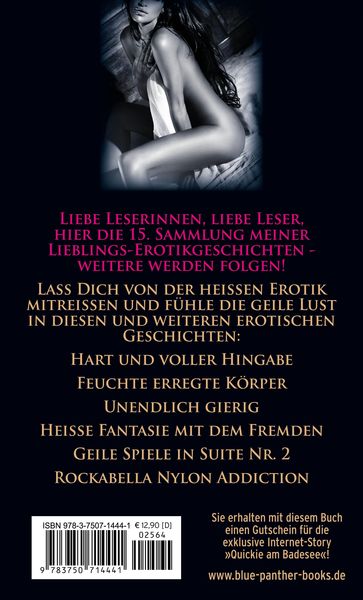 Liebe Leserinnen, liebe Leser,
hier die 15. Sammlung meiner
Lieblings-Erotikgeschichten -
weitere werden folgen!
Lass Dich von der heissen Erotik
mitreissen und fühle die geile Lust
in diesen und weiteren erotischen
Geschichten:
Hart und voller Hingabe
Feuchte erregte Körper
Unendlich gierig
Heisse Fantasie mit dem Fremden
Geile Spiele in Suite Nr. 2
Rockabella Nylon Addiction
ISBN 978-3-7507-1444-1 € 12,90 [D]
02564
9 783750 714441
Sie erhalten mit diesem Buch
einen Gutschein für die
exklusive Internet-Story
»Quickie am Badesee«!
www.blue-panther-books.de